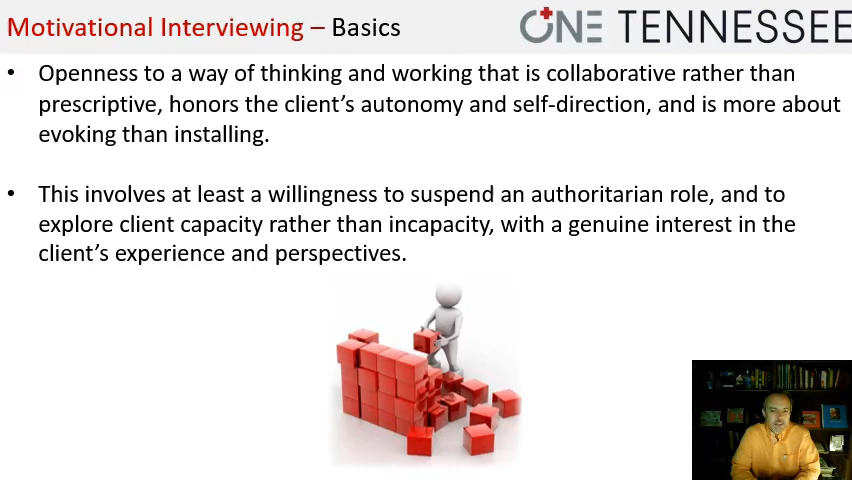 Motivational Interviewing – Basics
ONE TENNESSEE
• Openness to a way of thinking and working that is collaborative rather than
prescriptive, honors the client's autonomy and self-direction, and is more about
evoking than installing.
• This involves at least a willingness to suspend an authoritarian role, and to
explore client capacity rather than incapacity, with a genuine interest in the
client's experience and perspectives.